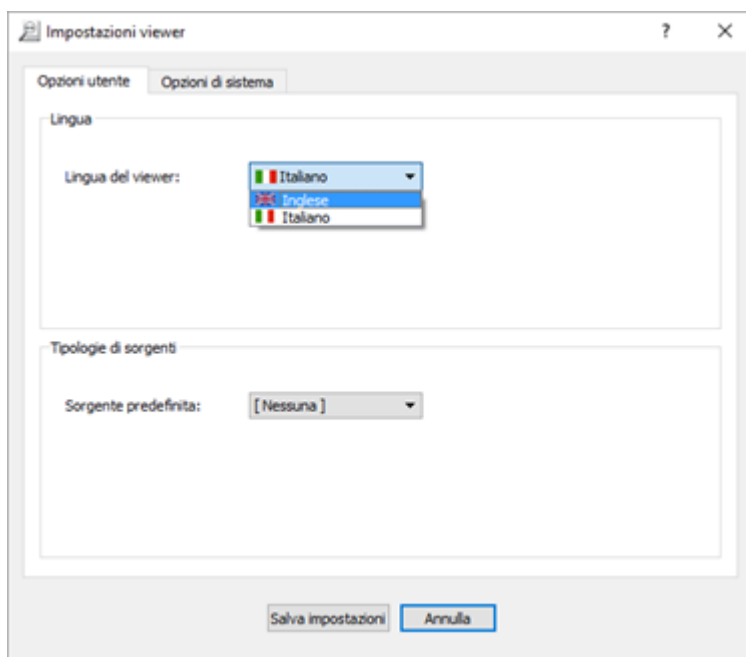 Impostazioni viewer ?
Opzioni utente Opzioni di sistema
Lingua
Lingua del viewer: Italiano
Inglese
Italiano
Tipologie di sorgenti
Sorgente predefinita: [ Nessuna ]
Salva impostazioni Annulla